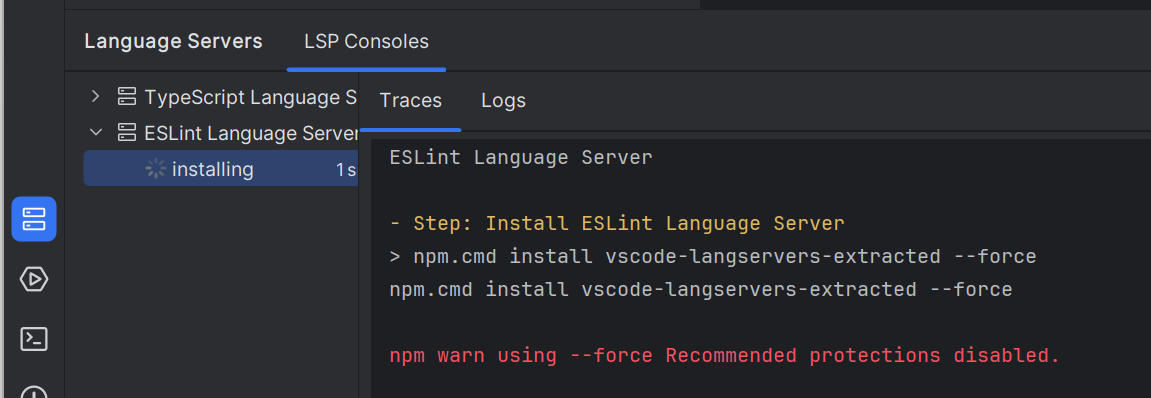 Language Servers
LSP Consoles
TypeScript Language S
ESLint Language Server
installing
1 s
Traces
Logs
ESLint Language Server
- Step: Install ESLint Language Server
> npm.cmd install vscode-langservers-extracted --force
npm.cmd install vscode-langservers-extracted --force
npm warn using --force Recommended protections disabled.